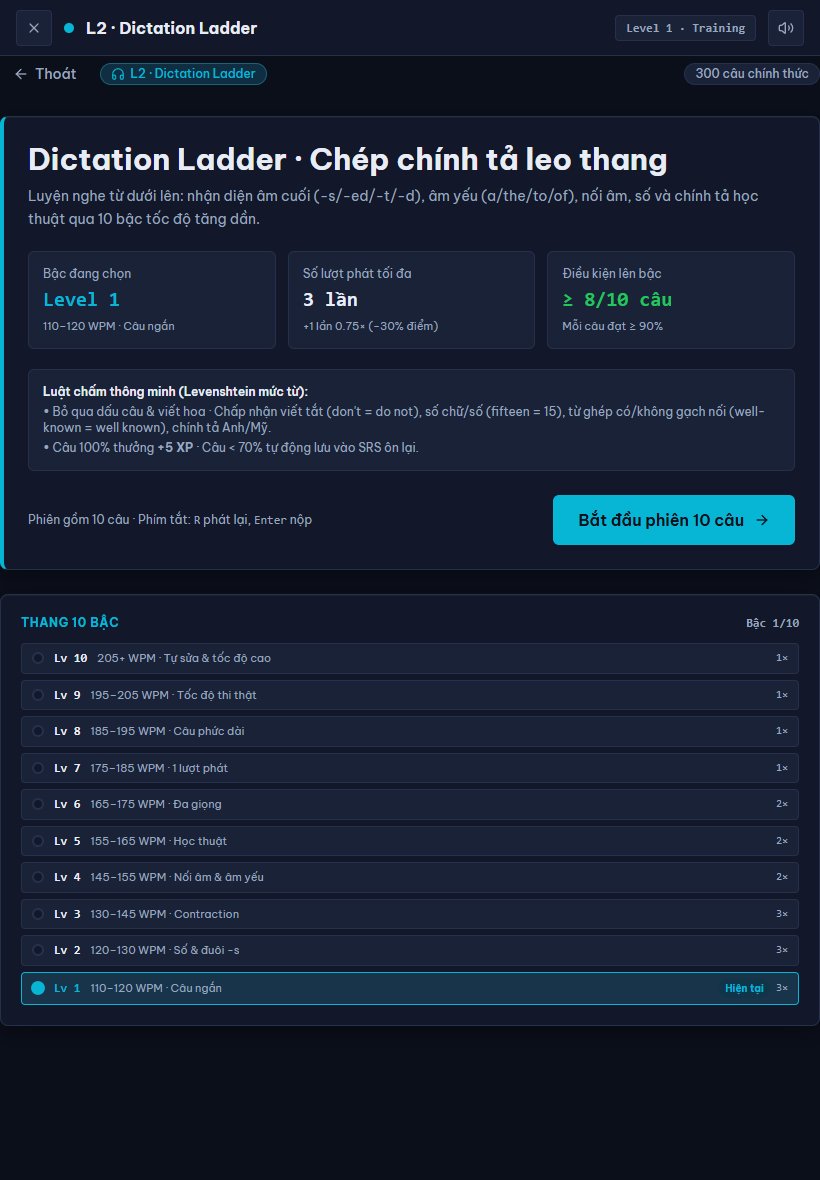 L2 · Dictation Ladder
Level 1 · Training
Thoát
L2 · Dictation Ladder
300 câu chính thức
Dictation Ladder · Chép chính tả leo thang
Luyện nghe từ dưới lên: nhận diện âm cuối (-s/-ed/-t/-d), âm yếu (a/the/to/of), nối âm, số và chính tả học
thuật qua 10 bậc tốc độ tăng dần.
Bậc đang chọn
Level 1
110–120 WPM · Câu ngắn
Số lượt phát tối đa
3 lần
+1 lần 0.75× (−30% điểm)
Điều kiện lên bậc
≥ 8/10 câu
Mỗi câu đạt ≥ 90%
Luật chấm thông minh (Levenshtein mức từ):
• Bỏ qua dấu câu & viết hoa · Chấp nhận viết tắt (don't = do not), số chữ/số (fifteen = 15), từ ghép có/không gạch nối (well-
known = well known), chính tả Anh/Mỹ.
• Câu 100% thưởng +5 XP · Câu < 70% tự động lưu vào SRS ôn lại.
Phiên gồm 10 câu · Phím tắt: R phát lại, Enter nộp
Bắt đầu phiên 10 câu →
THANG 10 BẬC
Bậc 1/10
Lv 10 205+ WPM · Tự sửa & tốc độ cao 1×
Lv 9 195–205 WPM · Tốc độ thi thật 1×
Lv 8 185–195 WPM · Câu phức dài 1×
Lv 7 175–185 WPM · 1 lượt phát 1×
Lv 6 165–175 WPM · Đa giọng 2×
Lv 5 155–165 WPM · Học thuật 2×
Lv 4 145–155 WPM · Nối âm & âm yếu 2×
Lv 3 130–145 WPM · Contraction 3×
Lv 2 120–130 WPM · Số & đuôi -s 3×
Lv 1 110–120 WPM · Câu ngắn Hiện tại 3×